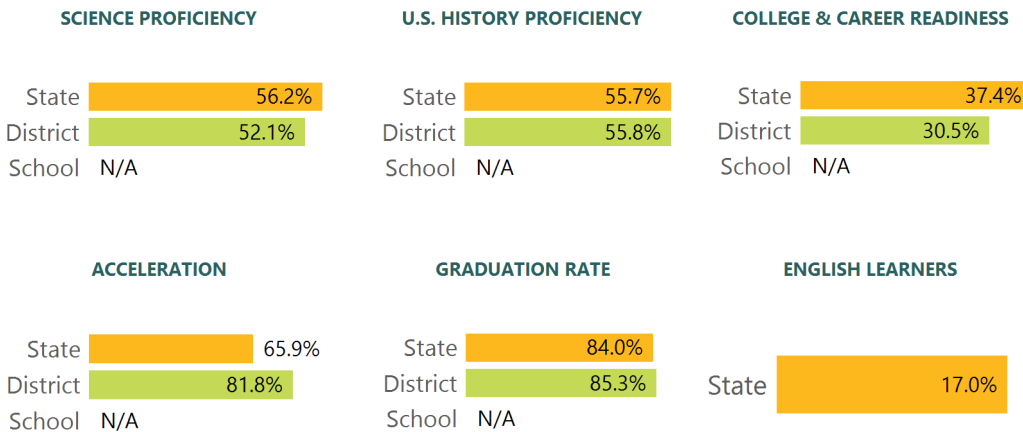 SCIENCE PROFICIENCY
State 56.2%
District 52.1%
School N/A
U.S. HISTORY PROFICIENCY
State 55.7%
District 55.8%
School N/A
COLLEGE & CAREER READINESS
State 37.4%
District 30.5%
School N/A
ACCELERATION
State 65.9%
District 81.8%
School N/A
GRADUATION RATE
State 84.0%
District 85.3%
School N/A
ENGLISH LEARNERS
State 17.0%